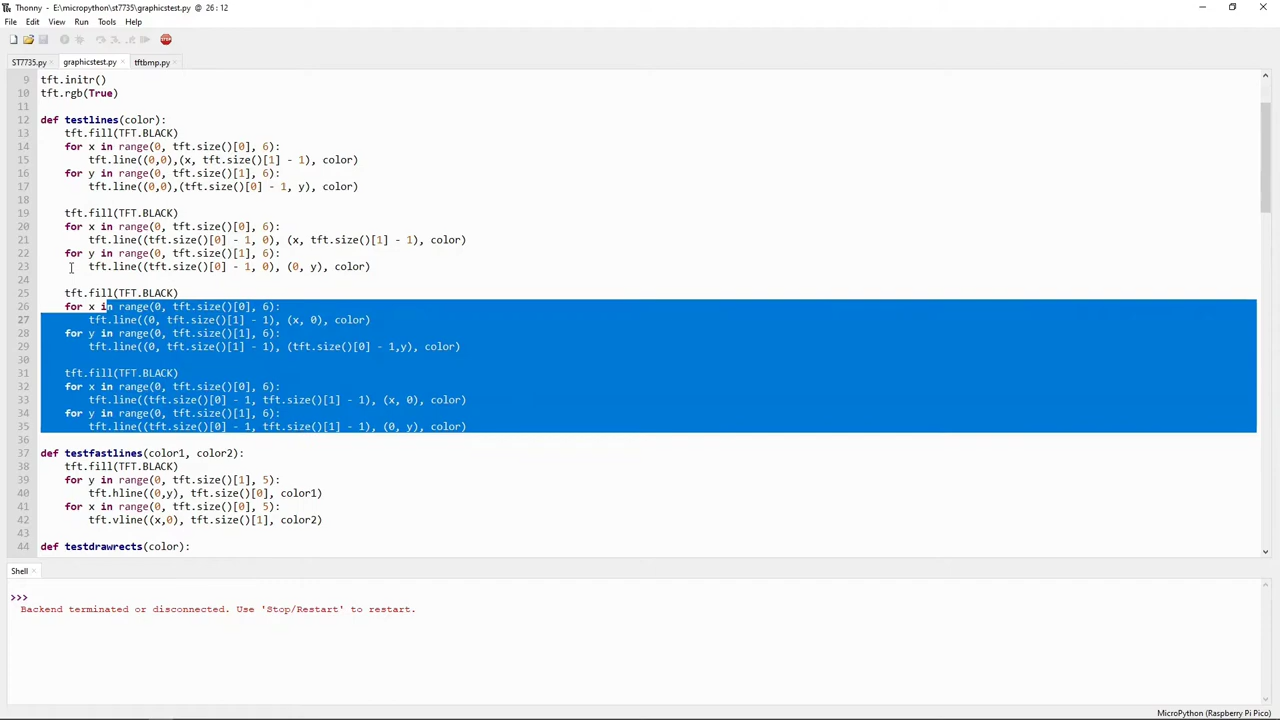 Thonny - E:\micropython\st7735\graphicstest.py @ 26 : 12
File Edit View Run Tools Help
STOP
ST7735.py graphicstest.py tftbmp.py
9 tft.initr()
10 tft.rgb(True)
11
12 def testlines(color):
13 tft.fill(TFT.BLACK)
14 for x in range(0, tft.size()[0], 6):
15 tft.line((0,0),(x, tft.size()[1] - 1), color)
16 for y in range(0, tft.size()[1], 6):
17 tft.line((0,0),(tft.size()[0] - 1, y), color)
18
19 tft.fill(TFT.BLACK)
20 for x in range(0, tft.size()[0], 6):
21 tft.line((tft.size()[0] - 1, 0), (x, tft.size()[1] - 1), color)
22 for y in range(0, tft.size()[1], 6):
23 tft.line((tft.size()[0] - 1, 0), (0, y), color)
24
25 tft.fill(TFT.BLACK)
26 for x in range(0, tft.size()[0], 6):
27 tft.line((0, tft.size()[1] - 1), (x, 0), color)
28 for y in range(0, tft.size()[1], 6):
29 tft.line((0, tft.size()[1] - 1), (tft.size()[0] - 1,y), color)
30
31 tft.fill(TFT.BLACK)
32 for x in range(0, tft.size()[0], 6):
33 tft.line((tft.size()[0] - 1, tft.size()[1] - 1), (x, 0), color)
34 for y in range(0, tft.size()[1], 6):
35 tft.line((tft.size()[0] - 1, tft.size()[1] - 1), (0, y), color)
36
37 def testfastlines(color1, color2):
38 tft.fill(TFT.BLACK)
39 for y in range(0, tft.size()[1], 5):
40 tft.hline((0,y), tft.size()[0], color1)
41 for x in range(0, tft.size()[0], 5):
42 tft.vline((x,0), tft.size()[1], color2)
43
44 def testdrawrects(color):
Shell
>>>
Backend terminated or disconnected. Use 'Stop/Restart' to restart.
MicroPython (Raspberry Pi Pico)